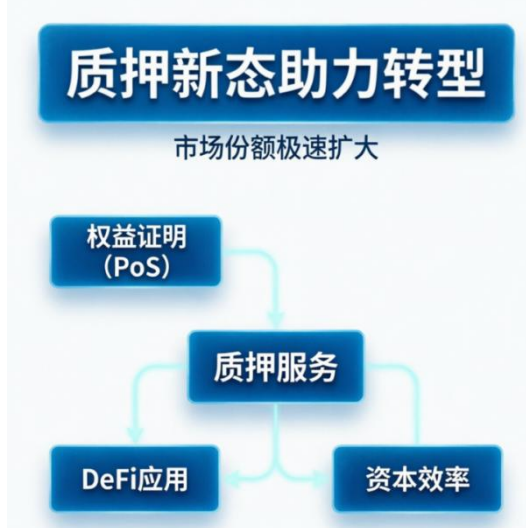 质押新态助力转型
市场份额极速扩大
权益证明
（PoS）
质押服务
DeFi应用
资本效率